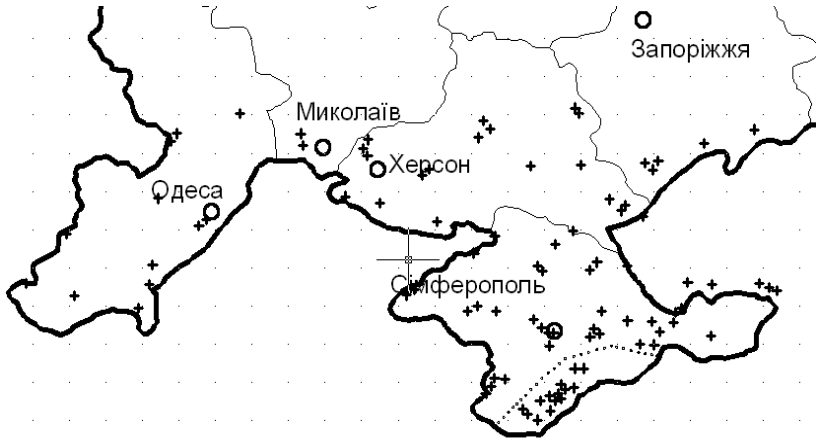 Запоріжжя
Миколаїв
Херсон
Одеса
Сімферополь